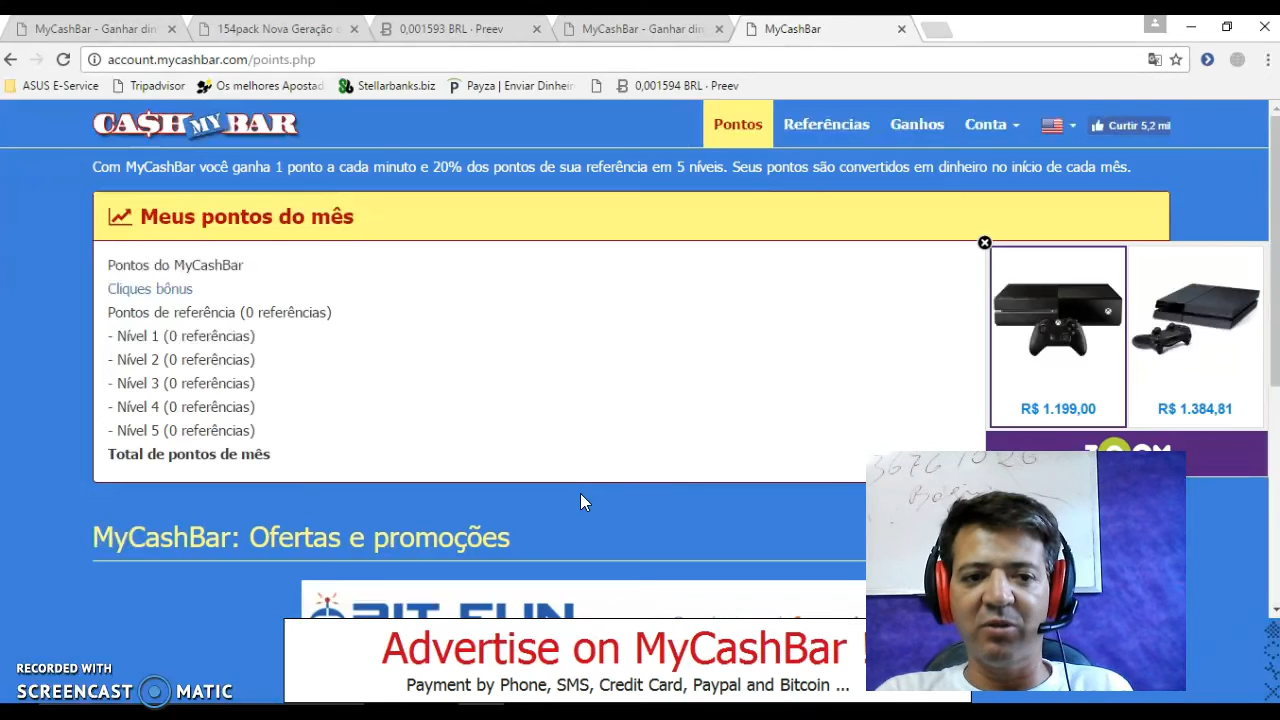 MyCashBar - Ganhar din
154pack Nova Geração d
0,001593 BRL - Preev
MyCashBar - Ganhar din
MyCashBar
account.mycashbar.com/points.php
ASUS E-Service
Tripadvisor
Os melhores Apostad
Stellarbanks.biz
Payza | Enviar Dinheir
0,001594 BRL - Preev
CA$H MY BAR
Pontos
Referências
Ganhos
Conta
Curtir 5,2 mi
Com MyCashBar você ganha 1 ponto a cada minuto e 20% dos pontos de sua referência em 5 níveis. Seus pontos são convertidos em dinheiro no início de cada mês.
Meus pontos do mês
Pontos do MyCashBar
Cliques bônus
Pontos de referência (0 referências)
- Nível 1 (0 referências)
- Nível 2 (0 referências)
- Nível 3 (0 referências)
- Nível 4 (0 referências)
- Nível 5 (0 referências)
Total de pontos de mês
R$ 1.199,00
R$ 1.384,81
ZOOM
MyCashBar: Ofertas e promoções
BIT FUN
Advertise on MyCashBar !
Payment by Phone, SMS, Credit Card, Paypal and Bitcoin ...
RECORDED WITH
SCREENCAST MATIC